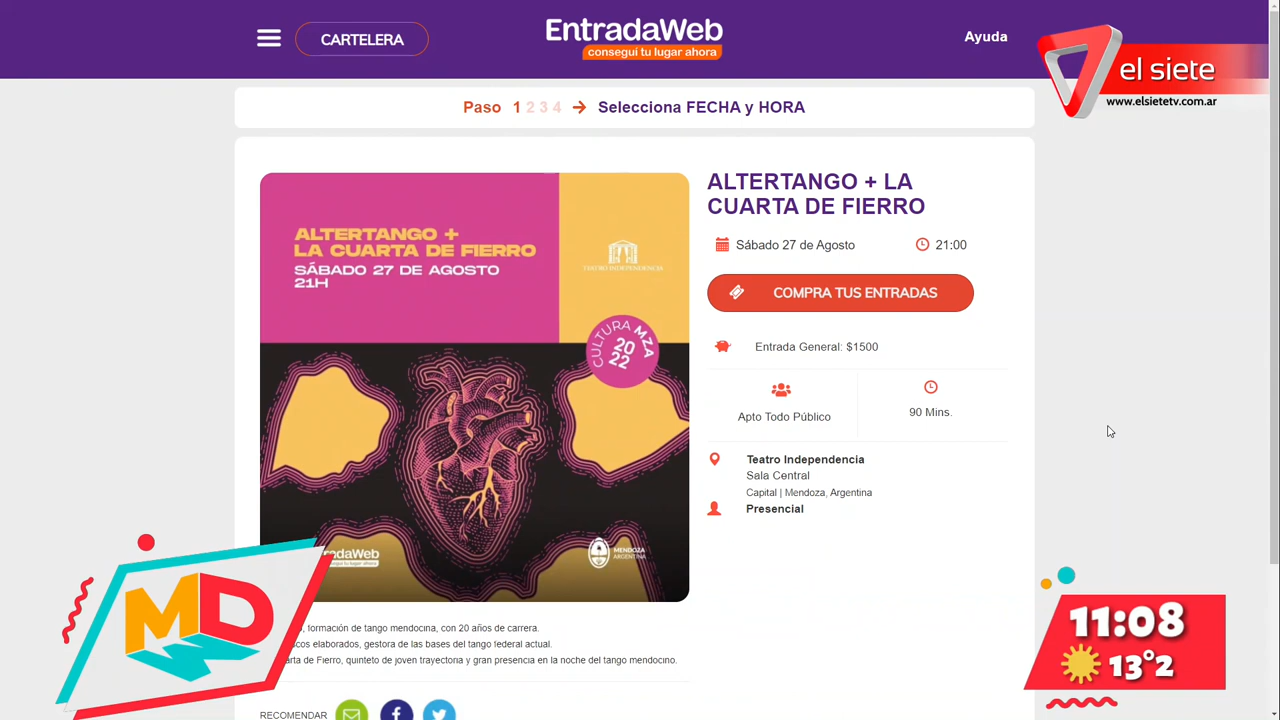 CARTELERA
EntradaWeb
conseguí tu lugar ahora
Ayuda
el siete
www.elsietetv.com.ar
Paso 1 2 3 4 → Selecciona FECHA y HORA
ALTERTANGO +
LA CUARTA DE FIERRO
SÁBADO 27 DE AGOSTO
21H
TEATRO INDEPENDENCIA
CULTURA MZA
20
22
MENDOZA
ARGENTINA
ALTERTANGO + LA
CUARTA DE FIERRO
Sábado 27 de Agosto
21:00
COMPRA TUS ENTRADAS
Entrada General: $1500
Apto Todo Público
90 Mins.
Teatro Independencia
Sala Central
Capital | Mendoza, Argentina
Presencial
formación de tango mendocina, con 20 años de carrera.
elaborados, gestora de las bases del tango federal actual.
de Fierro, quinteto de joven trayectoria y gran presencia en la noche del tango mendocino.
RECOMENDAR
MD
11:08
13°2